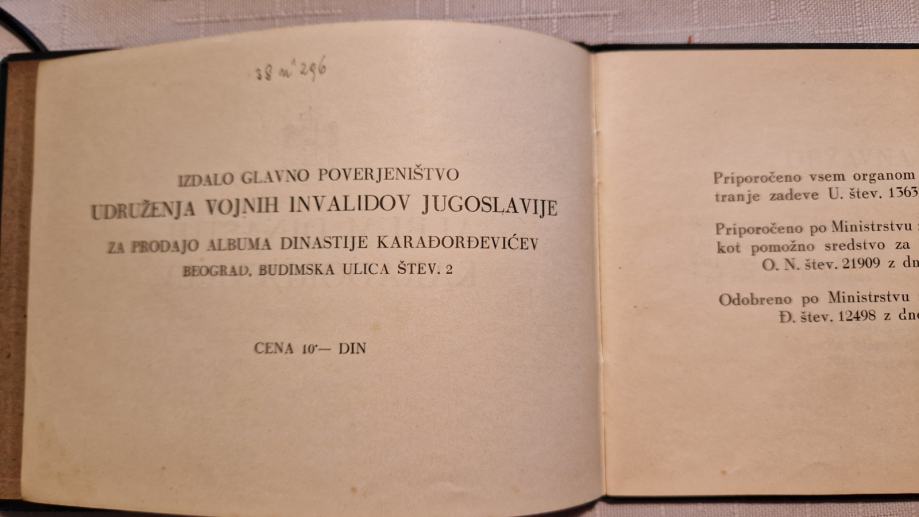 38 n° 296
IZDALO GLAVNO POVERJENIŠTVO
UDRUŽENJA VOJNIH INVALIDOV JUGOSLAVIJE
ZA PRODAJO ALBUMA DINASTIJE KARAĐORĐEVIĆEV
BEOGRAD, BUDIMSKA ULICA ŠTEV. 2
CENA 10·— DIN
Priporočeno vsem organom
tranje zadeve U. štev. 1363
Priporočeno po Ministrstvu
kot pomožno sredstvo za
O. N. štev. 21909 z dn
Odobreno po Ministrstvu
Đ. štev. 12498 z dne